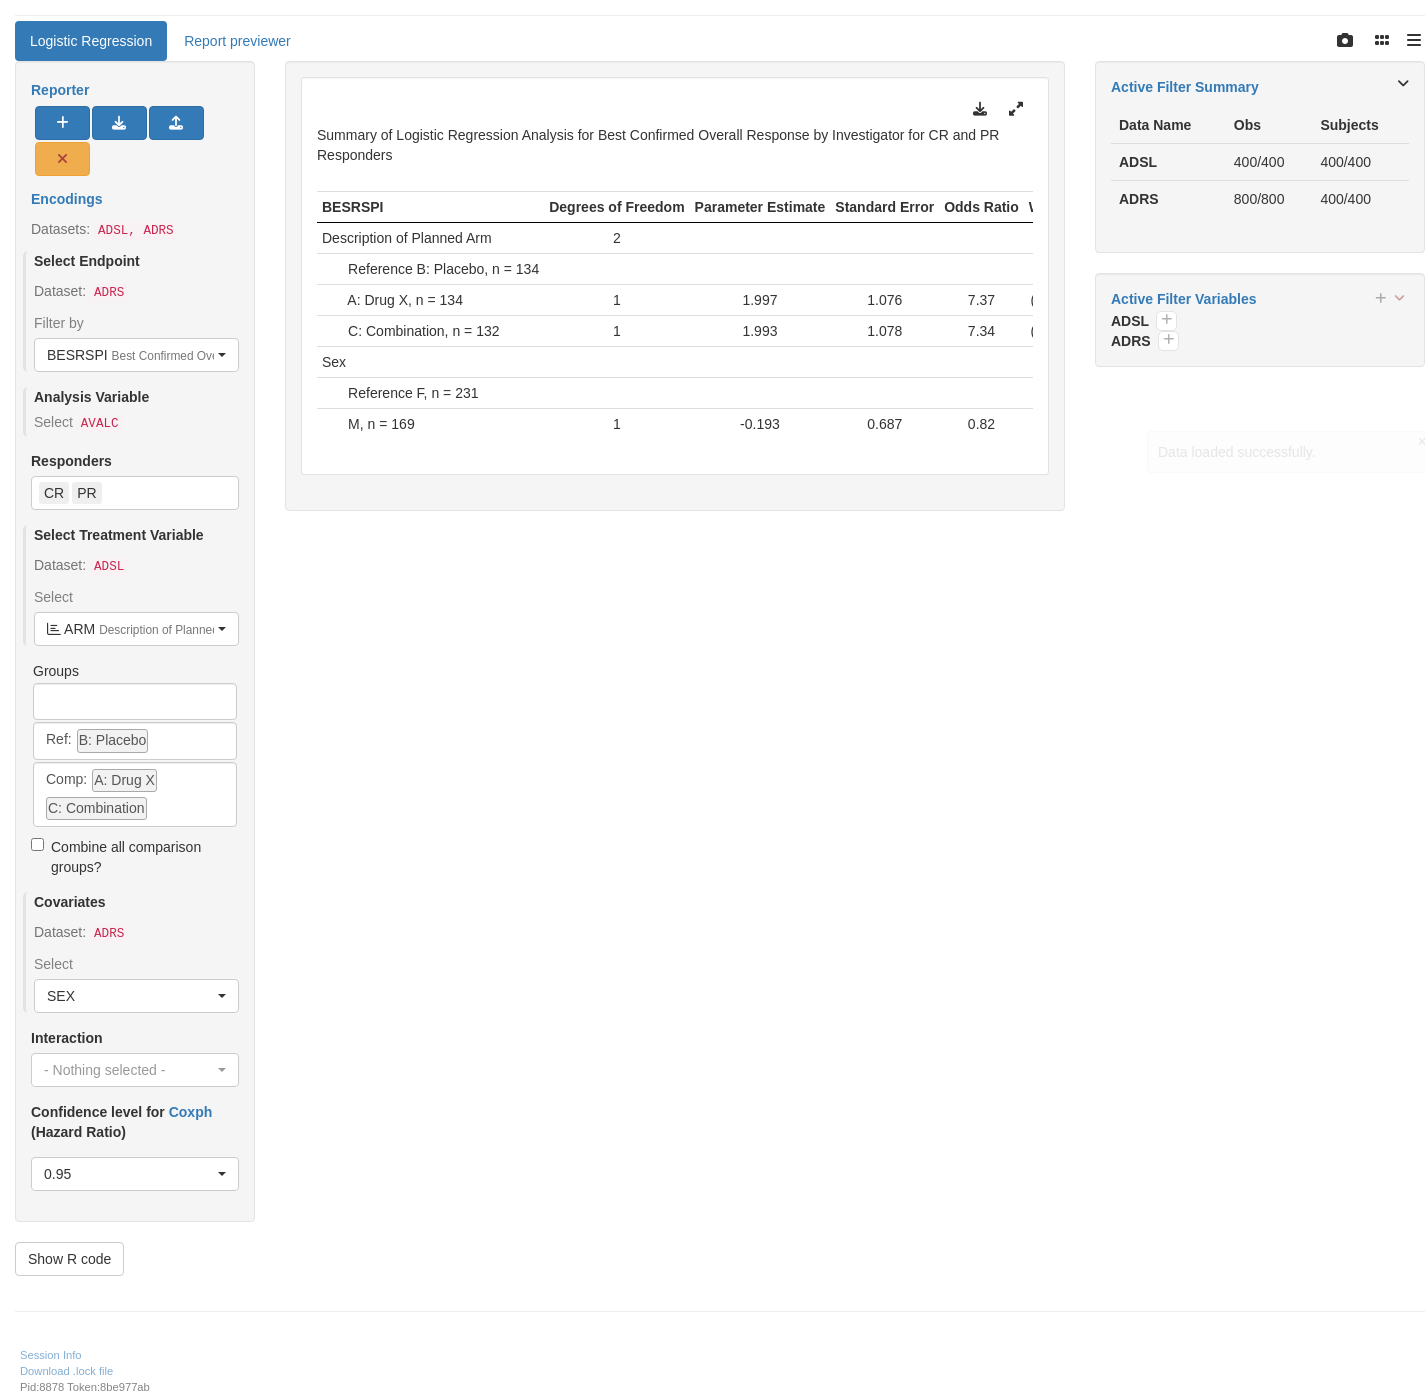 Logistic Regression
Report previewer
Reporter
Encodings
Datasets: ADSL, ADRS
Select Endpoint
Dataset: ADRS
Filter by
BESRSPI Best Confirmed Ove
Analysis Variable
Select AVALC
Responders
CR PR
Select Treatment Variable
Dataset: ADSL
Select
ARM Description of Planned
Groups
Ref: B: Placebo
Comp: A: Drug X
C: Combination
Combine all comparison
groups?
Covariates
Dataset: ADRS
Select
SEX
Interaction
- Nothing selected -
Confidence level for Coxph
(Hazard Ratio)
0.95
Show R code
Summary of Logistic Regression Analysis for Best Confirmed Overall Response by Investigator for CR and PR
Responders
BESRSPI Degrees of Freedom Parameter Estimate Standard Error Odds Ratio
Description of Planned Arm 2
Reference B: Placebo, n = 134
A: Drug X, n = 134 1 1.997 1.076 7.37 (
C: Combination, n = 132 1 1.993 1.078 7.34 (
Sex
Reference F, n = 231
M, n = 169 1 -0.193 0.687 0.82
Active Filter Summary
Data Name Obs Subjects
ADSL 400/400 400/400
ADRS 800/800 400/400
Active Filter Variables
ADSL
ADRS
Data loaded successfully.
×
Session Info
Download .lock file
Pid:8878 Token:8be977ab